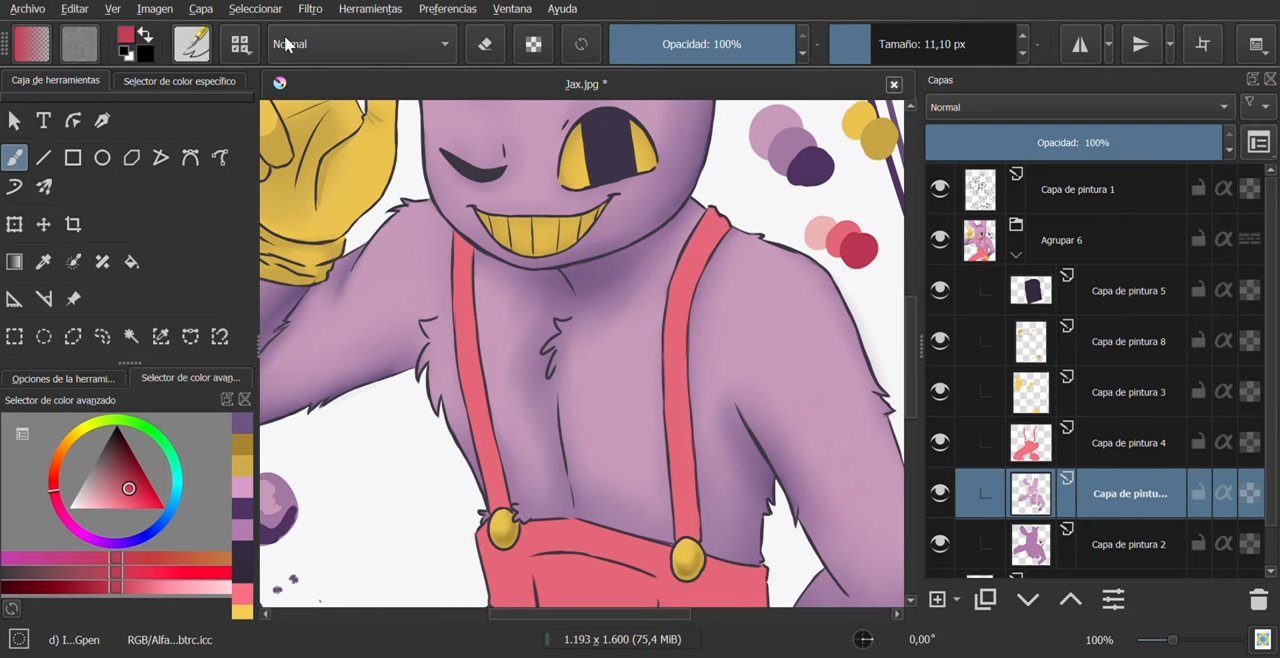 Archivo Editar Ver Imagen Capa Seleccionar Filtro Herramientas Preferencias Ventana Ayuda
Normal Opacidad: 100% Tamaño: 11,10 px
Caja de herramientas Selector de color específico Jax.jpg * Capas
Normal
Opacidad: 100%
Capa de pintura 1
Agrupar 6
Capa de pintura 5
Capa de pintura 8
Capa de pintura 3
Opciones de la herrami... Selector de color avan...
Selector de color avanzado
Capa de pintura 4
Capa de pintu...
Capa de pintura 2
d) I...Gpen RGB/Alfa...btrc.icc 1.193 x 1.600 (75,4 MiB) 0,00° 100%